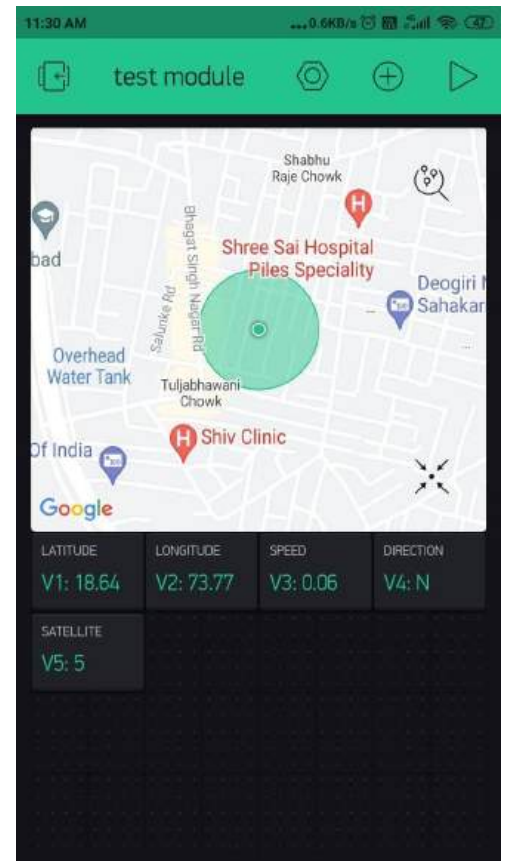 11:30 AM
...0.6KB/s
47
test module
Shabhu
Raje Chowk
H
bad
Bhagat Singh Nagar Rd
Shree Sai Hospital
Piles Speciality
Salunke Rd
Deogiri
Sahakar
Overhead
Water Tank
Tuljabhawani
Chowk
H
Shiv Clinic
Of India
Google
LATITUDE
LONGITUDE
SPEED
DIRECTION
V1: 18.64
V2: 73.77
V3: 0.06
V4: N
SATELLITE
V5: 5